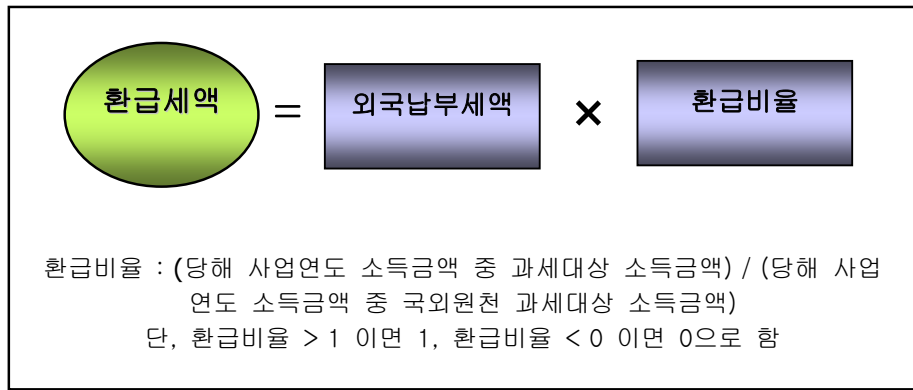 환급세액 = 외국납부세액 × 환급비율
환급비율 : (당해 사업연도 소득금액 중 과세대상 소득금액) / (당해 사업
연도 소득금액 중 국외원천 과세대상 소득금액)
단, 환급비율 > 1 이면 1, 환급비율 < 0 이면 0으로 함